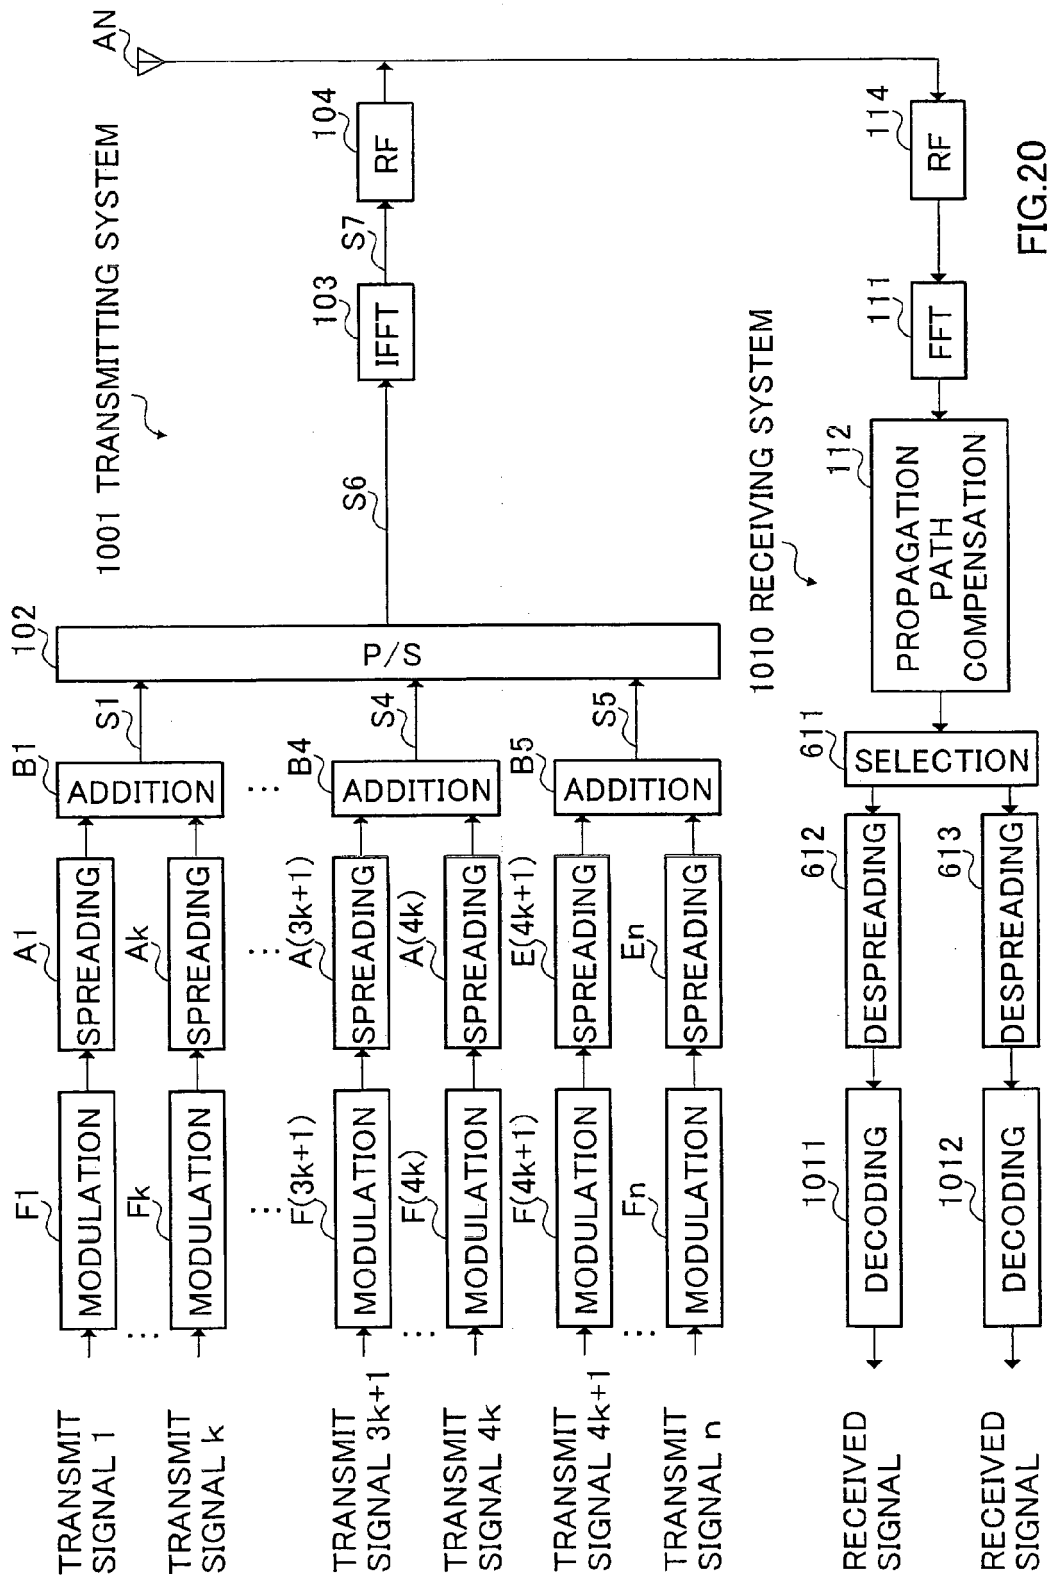 1001 TRANSMITTING SYSTEM
TRANSMIT
SIGNAL 1
F1
MODULATION
A1
SPREADING
B1
ADDITION
S1
102
P/S
S6
103
IFFT
S7
104
RF
AN
...
TRANSMIT
SIGNAL k
Fk
MODULATION
Ak
SPREADING
...
...
...
TRANSMIT
SIGNAL 3k+1
F(3k+1)
MODULATION
A(3k+1)
SPREADING
B4
ADDITION
S4
...
TRANSMIT
SIGNAL 4k
F(4k)
MODULATION
A(4k)
SPREADING
TRANSMIT
SIGNAL 4k+1
F(4k+1)
MODULATION
E(4k+1)
SPREADING
B5
ADDITION
S5
...
TRANSMIT
SIGNAL n
Fn
MODULATION
En
SPREADING
1010 RECEIVING SYSTEM
RECEIVED
SIGNAL
1011
DECODING
612
DESPREADING
611
SELECTION
112
PROPAGATION
PATH
COMPENSATION
111
FFT
114
RF
RECEIVED
SIGNAL
1012
DECODING
613
DESPREADING
FIG.20